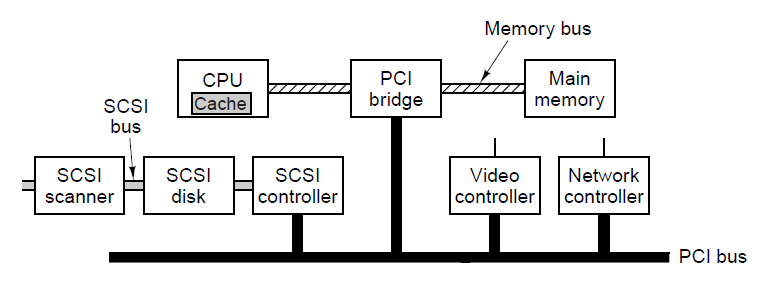 Memory bus
CPU
Cache
PCI
bridge
Main
memory
SCSI
bus
SCSI
scanner
SCSI
disk
SCSI
controller
Video
controller
Network
controller
PCI bus